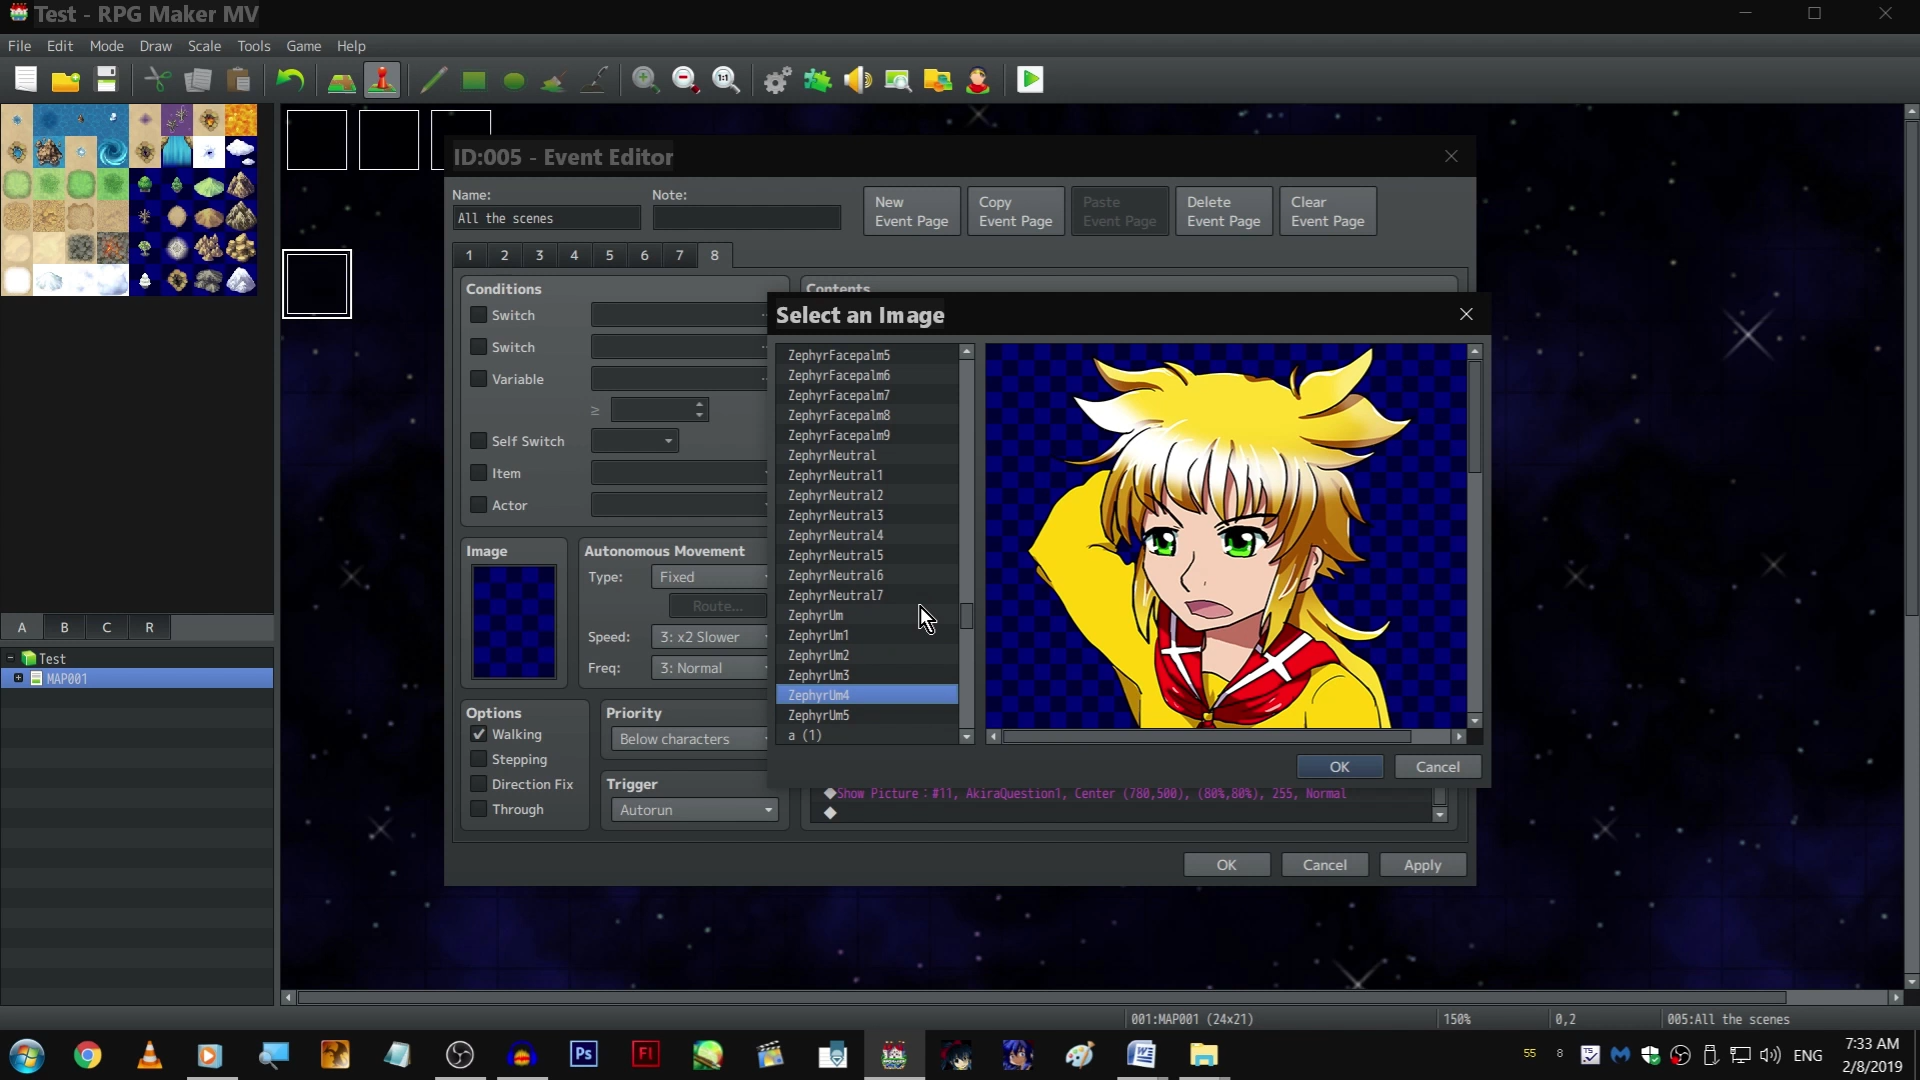 Test - RPG Maker MV
File Edit Mode Draw Scale Tools Game Help
1:1
ID:005 - Event Editor
Name: Note:
All the scenes
New Event Page
Copy Event Page
Paste Event Page
Delete Event Page
Clear Event Page
1 2 3 4 5 6 7 8
Conditions
Contents
Switch
Switch
Variable
≥
Self Switch
Item
Actor
Image
Autonomous Movement
Type: Fixed
Route...
Speed: 3: x2 Slower
Freq: 3: Normal
Options
Walking
Stepping
Direction Fix
Through
Priority
Below characters
Trigger
Autorun
Select an Image
ZephyrFacepalm5
ZephyrFacepalm6
ZephyrFacepalm7
ZephyrFacepalm8
ZephyrFacepalm9
ZephyrNeutral
ZephyrNeutral1
ZephyrNeutral2
ZephyrNeutral3
ZephyrNeutral4
ZephyrNeutral5
ZephyrNeutral6
ZephyrNeutral7
ZephyrUm
ZephyrUm1
ZephyrUm2
ZephyrUm3
ZephyrUm4
ZephyrUm5
a (1)
OK Cancel
◆Show Picture : #11, AkiraQuestion1, Center (780,500), (80%,80%), 255, Normal
◆
OK Cancel Apply
A B C R
Test
MAP001
001:MAP001 (24x21) 150% 0,2 005:All the scenes
Ps
Fl
55 8 ENG
7:33 AM
2/8/2019